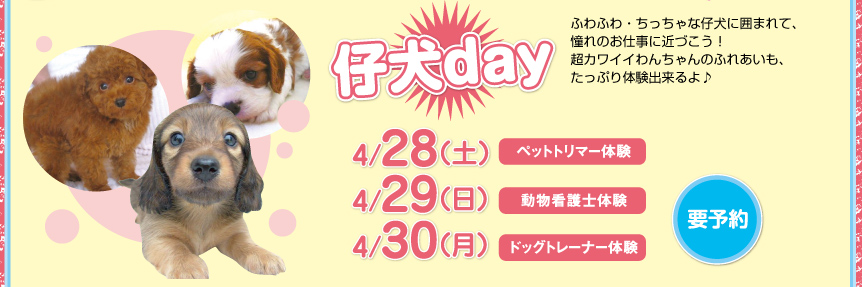 仔犬day
ふわふわ・ちっちゃな仔犬に囲まれて、
憧れのお仕事に近づこう！
超カワイイわんちゃんのふれあいも、
たっぷり体験出来るよ♪
4/28（土） ペットトリマー体験
4/29（日） 動物看護士体験
4/30（月） ドッグトレーナー体験
要予約